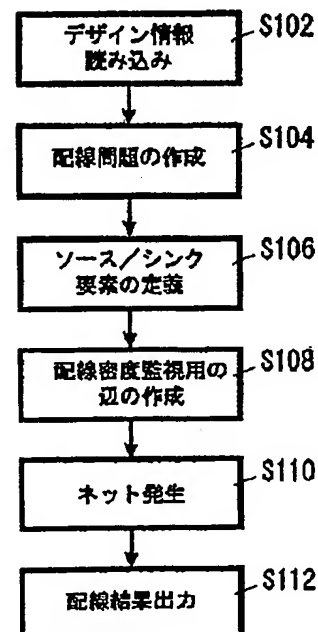 デザイン情報
読み込み
S102
配線問題の作成
S104
ソース／シンク
要素の定義
S106
配線密度監視用の
辺の作成
S108
ネット発生
S110
配線結果出力
S112